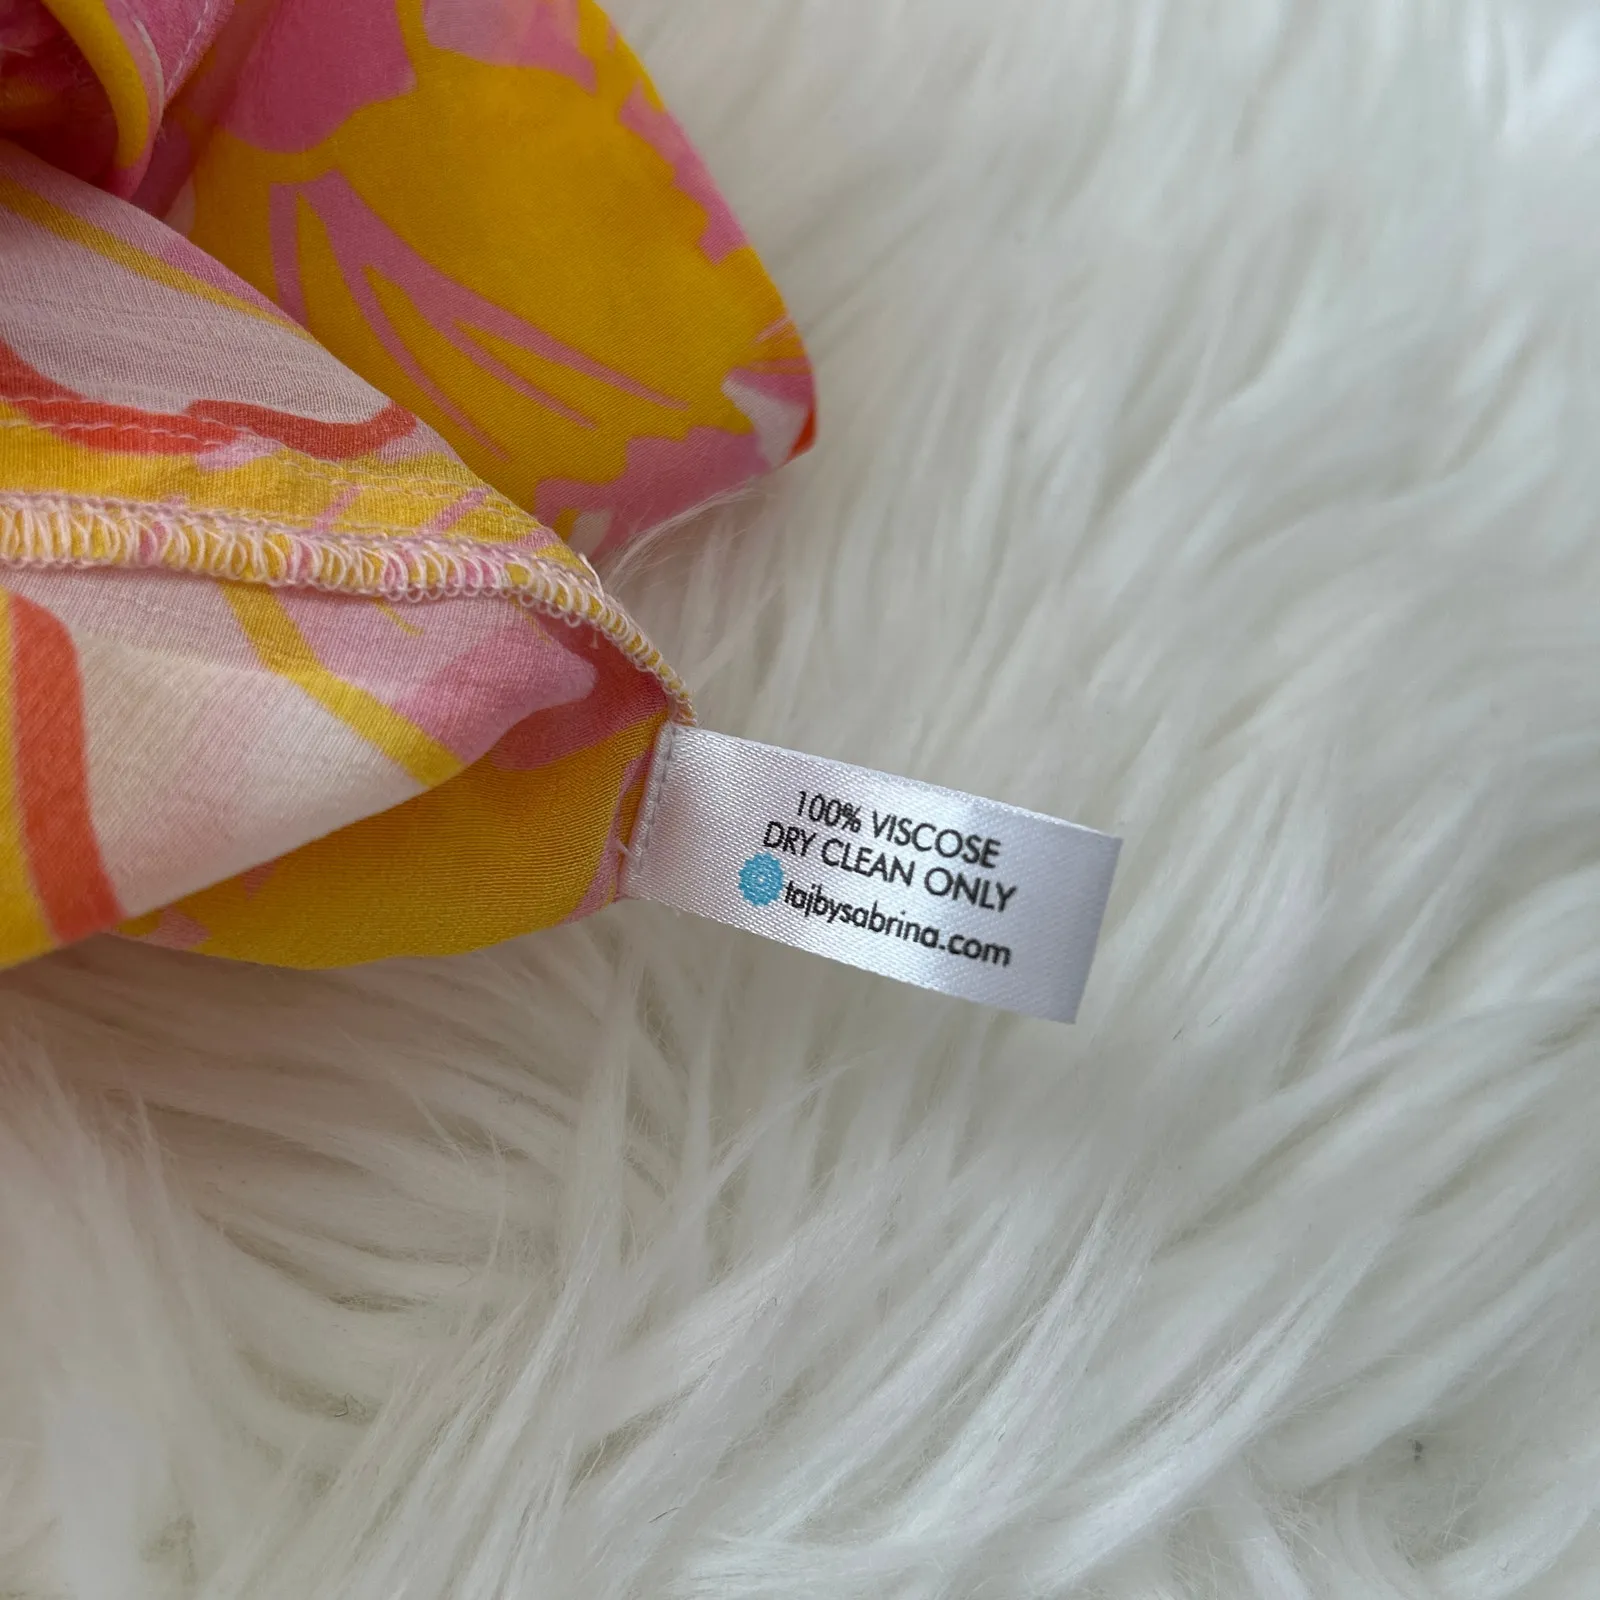 100% VISCOSE
DRY CLEAN ONLY
tajbysabrina.com